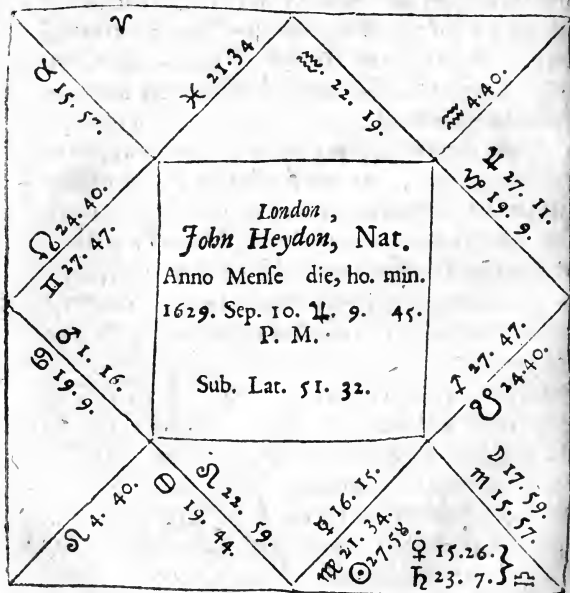 ♈
♉ 15. 57.
♓ 21.34
♒ 22. 19.
♒ 4.40.
♃ 27. 11.
♑ 19. 9.
London,
John Heydon, Nat.
Anno Menſe die, ho. min.
1629. Sep. 10. ♃. 9. 45.
P. M.
Sub. Lat. 51. 32.
☊ 24. 40.
♊ 27. 47.
♂ 1. 16.
♋ 19. 9.
♐ 27. 47
☋ 24.40.
♌ 4. 40.
♌ 22. 59.
⊖ 19. 44.
☿ 16. 15.
♍ 21. 34.
☉ 27.58
☽ 17. 59.
♏ 15. 57.
♀ 15.26. }
♄ 23. 7. } ♎